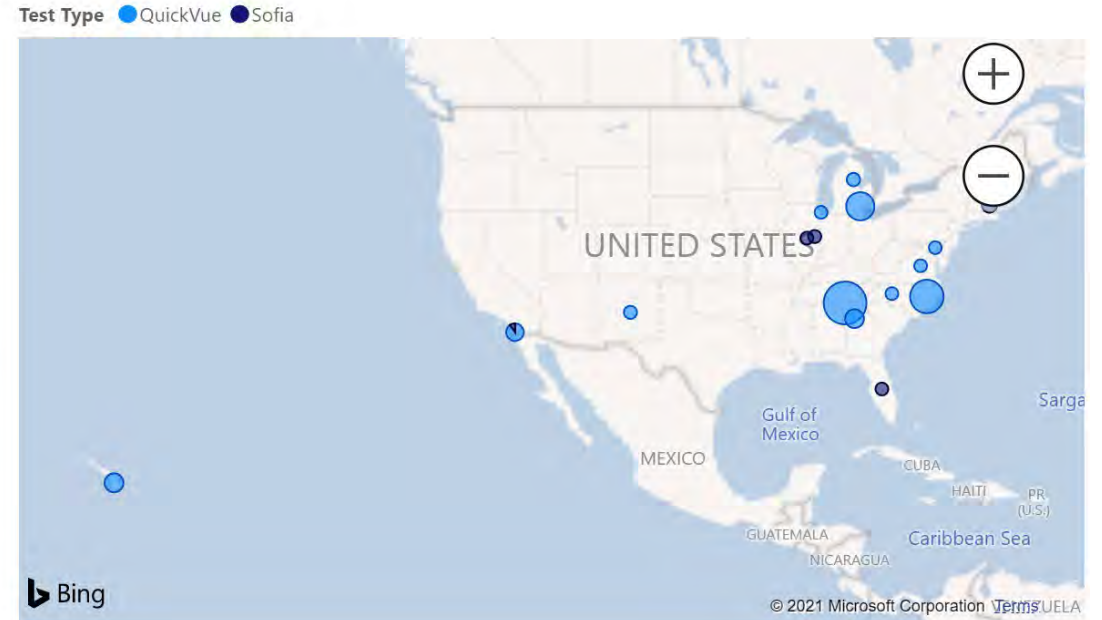 Test Type QuickVue Sofia
UNITED STATES
Gulf of
Mexico
Sarga
MEXICO
CUBA
HAITI
PR
(U.S.)
GUATEMALA
Caribbean Sea
NICARAGUA
Bing
© 2021 Microsoft Corporation Terms